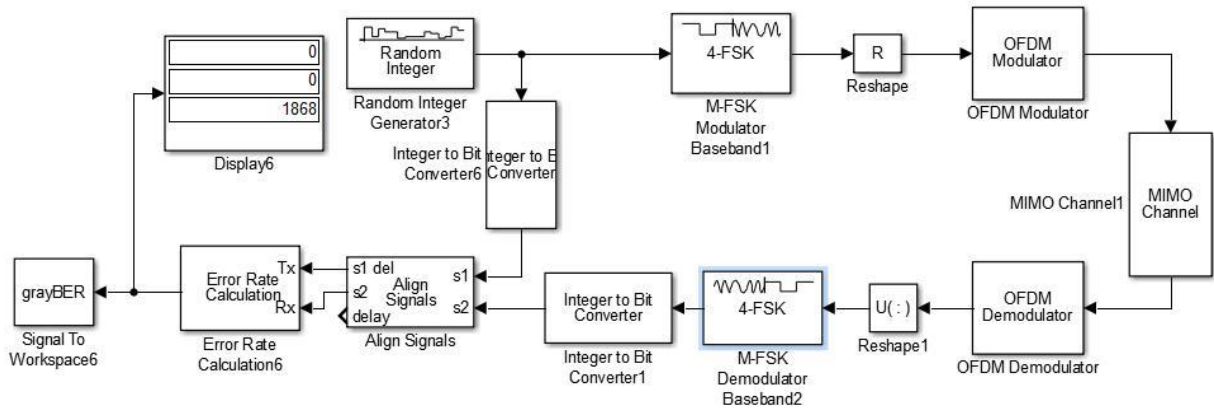 0
0
1868
Display6
Random
Integer
Random Integer
Generator3
4-FSK
M-FSK
Modulator
Baseband1
R
Reshape
OFDM
Modulator
OFDM Modulator
Integer to Bit
Converter6
nteger to B
Converter
MIMO Channel1
MIMO
Channel
grayBER
Signal To
Workspace6
Tx
Rx
Error Rate
Calculation
Error Rate
Calculation6
s1 del
s2
delay
Align
Signals
s1
s2
Align Signals
Integer to Bit
Converter
Integer to Bit
Converter1
4-FSK
M-FSK
Demodulator
Baseband2
U( : )
Reshape1
OFDM
Demodulator
OFDM Demodulator